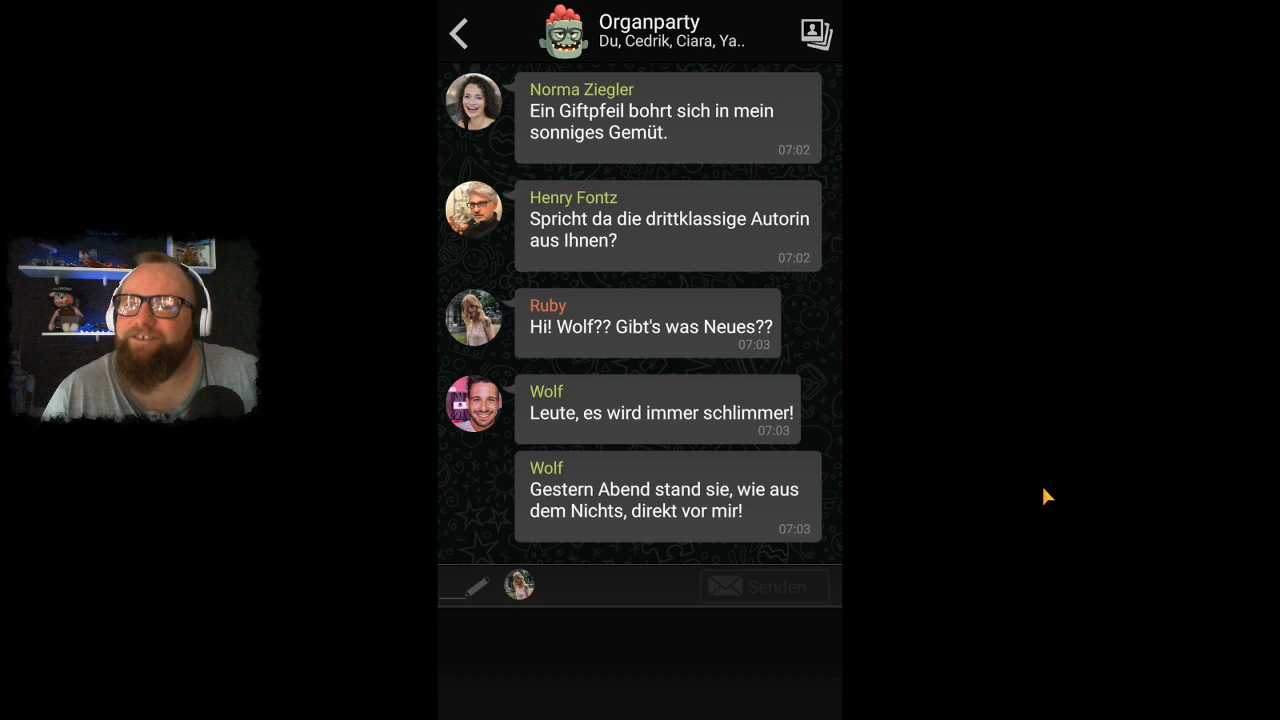 Organparty
Du, Cedrik, Ciara, Ya..
Norma Ziegler
Ein Giftpfeil bohrt sich in mein
sonniges Gemüt.
07:02
Henry Fontz
Spricht da die drittklassige Autorin
aus Ihnen?
07:02
Ruby
Hi! Wolf?? Gibt's was Neues??
07:03
Wolf
Leute, es wird immer schlimmer!
07:03
Wolf
Gestern Abend stand sie, wie aus
dem Nichts, direkt vor mir!
07:03
Senden